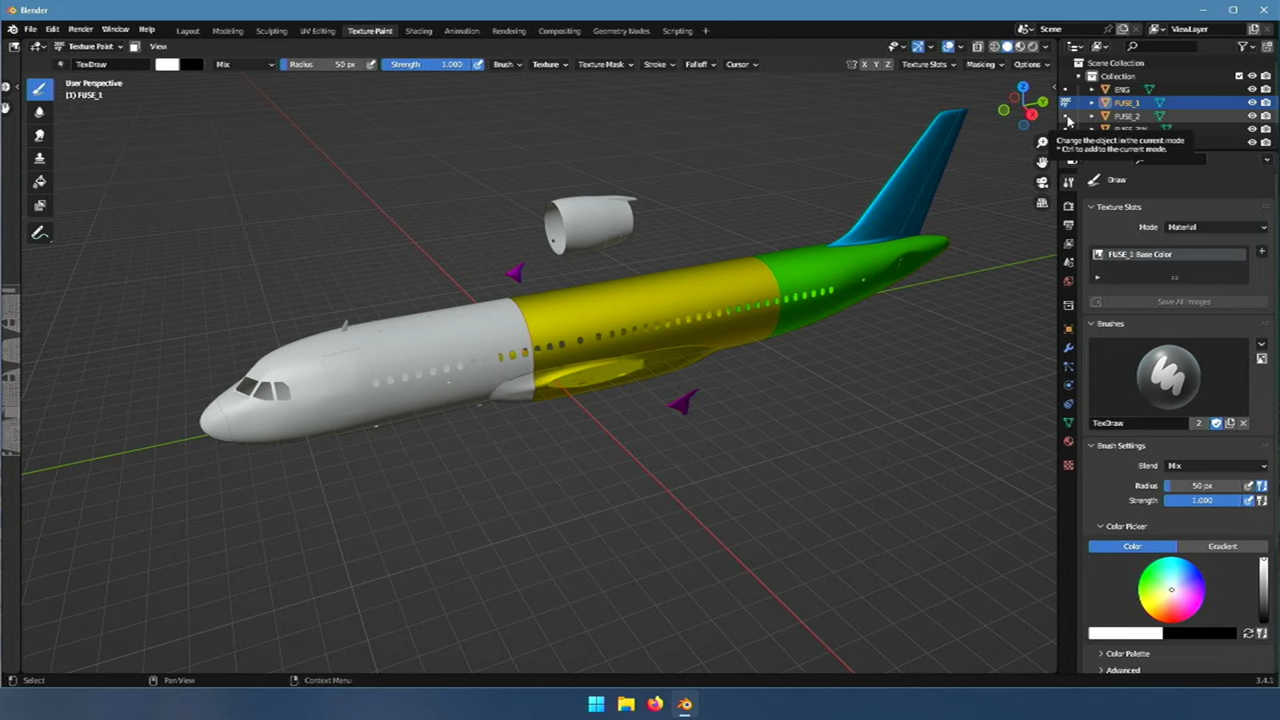 Blender
File Edit Render Window Help
Layout Modeling Sculpting UV Editing Texture Paint Shading Animation Rendering Compositing Geometry Nodes Scripting +
Scene
ViewLayer
Texture Paint View
TexDraw Mix Radius 50 px Strength 1.000 Brush Texture Texture Mask Stroke Falloff Cursor
X Y Z Texture Slots Masking Options
User Perspective
(1) FUSE_1
Z
Y
X
Scene Collection
Collection
ENG
FUSE_1
FUSE_2
Change the object in the current mode
* Ctrl to add to the current mode.
Draw
Texture Slots
Mode Material
FUSE_1 Base Color
Save All Images
Brushes
TexDraw 2
Brush Settings
Blend Mix
Radius 50 px
Strength 1.000
Color Picker
Color Gradient
Color Palette
Advanced
Select Pan View Context Menu 3.4.1